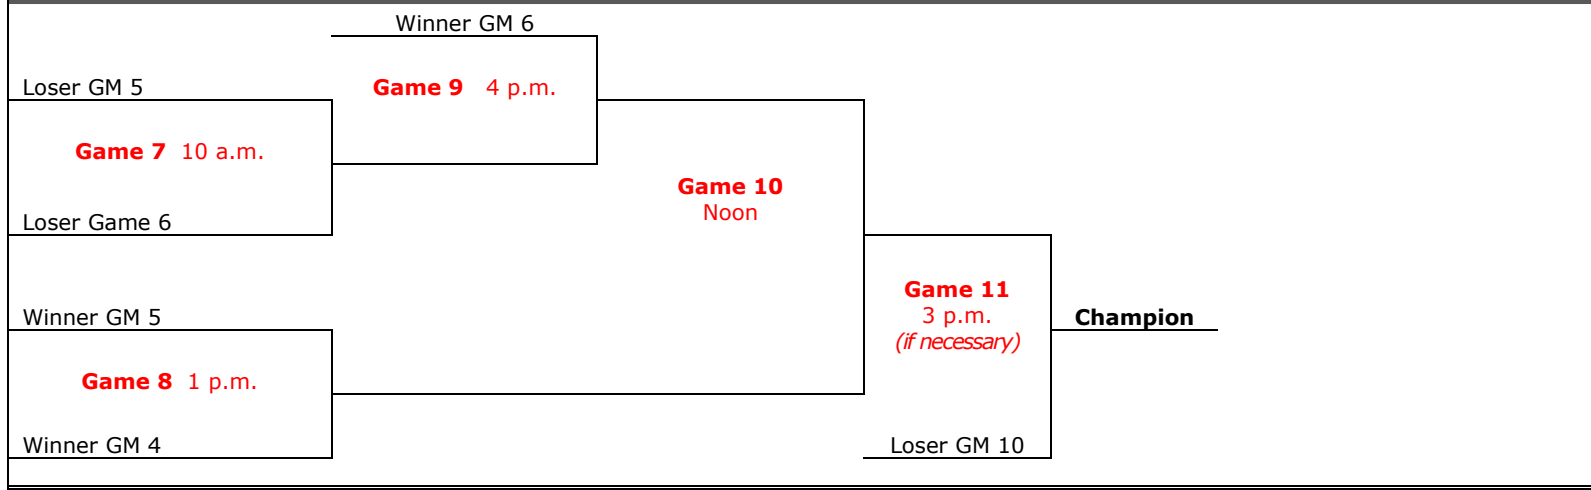 Winner GM 6
Loser GM 5
Game 9 4 p.m.
Game 7 10 a.m.
Game 10
Noon
Loser Game 6
Game 11
3 p.m.
(if necessary)
Winner GM 5
Champion
Game 8 1 p.m.
Winner GM 4
Loser GM 10